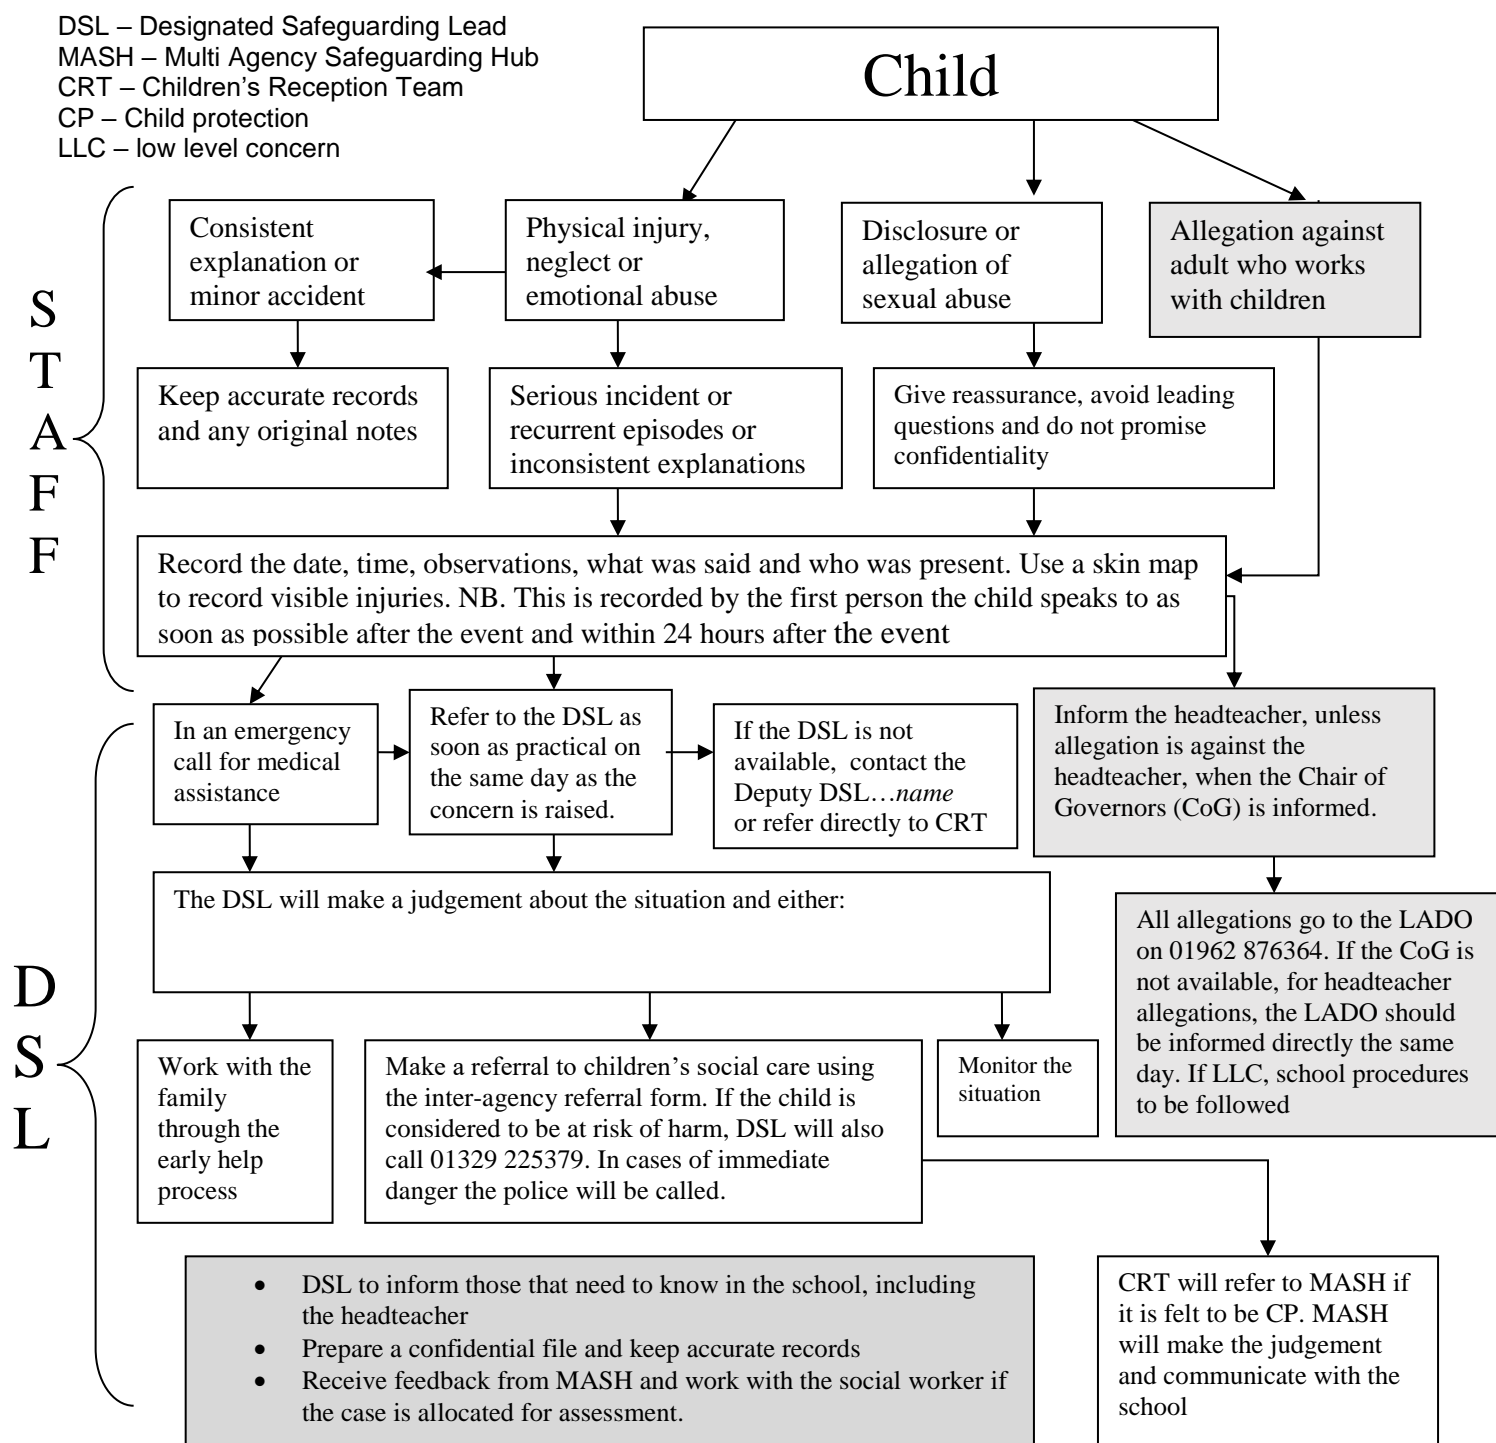 DSL – Designated Safeguarding Lead
MASH – Multi Agency Safeguarding Hub
CRT – Children's Reception Team
CP – Child protection
LLC – low level concern
Child
STAFF
Consistent
explanation or
minor accident
Physical injury,
neglect or
emotional abuse
Disclosure or
allegation of
sexual abuse
Allegation against
adult who works
with children
Keep accurate records
and any original notes
Serious incident or
recurrent episodes or
inconsistent explanations
Give reassurance, avoid leading
questions and do not promise
confidentiality
Record the date, time, observations, what was said and who was present. Use a skin map
to record visible injuries. NB. This is recorded by the first person the child speaks to as
soon as possible after the event and within 24 hours after the event
DSL
In an emergency
call for medical
assistance
Refer to the DSL as
soon as practical on
the same day as the
concern is raised.
If the DSL is not
available,  contact the
Deputy DSL…name
or refer directly to CRT
Inform the headteacher, unless
allegation is against the
headteacher, when the Chair of
Governors (CoG) is informed.
The DSL will make a judgement about the situation and either:
All allegations go to the LADO
on 01962 876364. If the CoG is
not available, for headteacher
allegations, the LADO should
be informed directly the same
day. If LLC, school procedures
to be followed
Work with the
family
through the
early help
process
Make a referral to children's social care using
the inter-agency referral form. If the child is
considered to be at risk of harm, DSL will also
call 01329 225379. In cases of immediate
danger the police will be called.
Monitor the
situation
• DSL to inform those that need to know in the school, including
the headteacher
• Prepare a confidential file and keep accurate records
• Receive feedback from MASH and work with the social worker if
the case is allocated for assessment.
CRT will refer to MASH if
it is felt to be CP. MASH
will make the judgement
and communicate with the
school